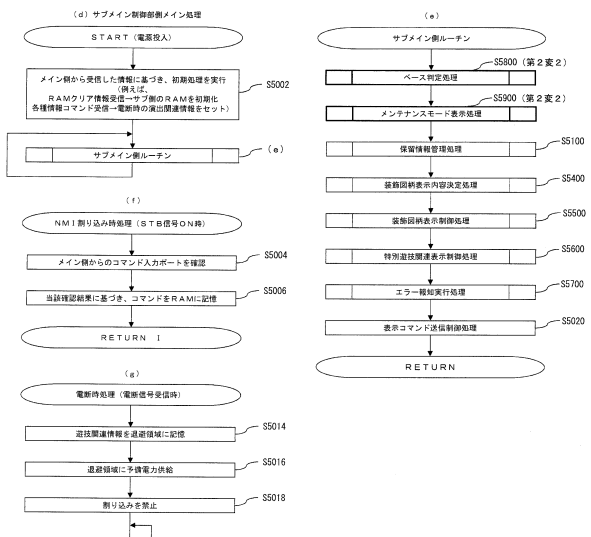 (d) サブメイン制御部側メイン処理
START (電源投入)
メイン側から受信した情報に基づき、初期処理を実行
(例えば、
RAMクリア情報受信→サブ側のRAMを初期化
各種情報コマンド受信→電断時の演出関連情報をセット)
S5002
サブメイン側ルーチン
(e)
(f)
NMI割り込み時処理 (STB信号ON時)
メイン側からのコマンド入力ポートを確認
S5004
当該確認結果に基づき、コマンドをRAMに記憶
S5006
RETURN I
(g)
電断時処理 (電断信号受信時)
遊技関連情報を退避領域に記憶
S5014
退避領域に予備電力供給
S5016
割り込みを禁止
S5018
(e)
サブメイン側ルーチン
S5800 (第2変2)
ベース判定処理
S5900 (第2変2)
メンテナンスモード表示処理
保留情報管理処理
S5100
装飾図柄表示内容決定処理
S5400
装飾図柄表示制御処理
S5500
特別遊技関連表示制御処理
S5600
エラー報知実行処理
S5700
表示コマンド送信制御処理
S5020
RETURN